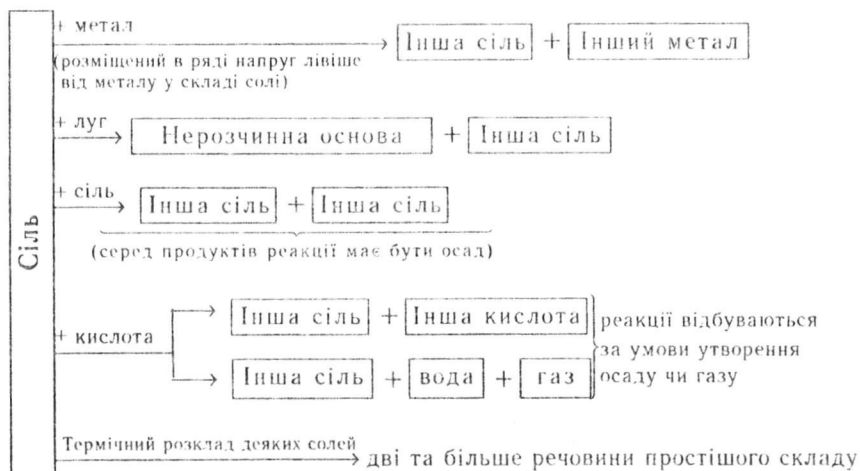 Сіль
+ метал
(розміщений в ряді напруг лівіше
від металу у складі солі)
Інша сіль + Інший метал
+ луг
Нерозчинна основа + Інша сіль
+ сіль
Інша сіль + Інша сіль
(серед продуктів реакції має бути осад)
+ кислота
Інша сіль + Інша кислота
Інша сіль + вода + газ
реакції відбуваються
за умови утворення
осаду чи газу
Термічний розклад деяких солей
дві та більше речовини простішого складу